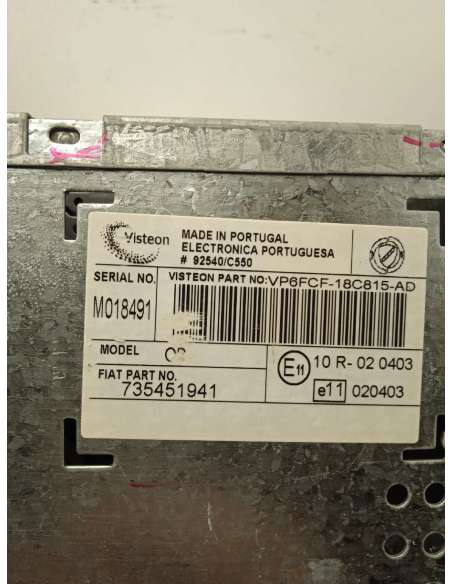 Visteon
MADE IN PORTUGAL
ELECTRONICA PORTUGUESA
# 92540/C550
SERIAL NO.
M018491
VISTEON PART NO:VP6FCF-18C815-AD
MODEL
FIAT PART NO.
735451941
E11 10 R- 02 0403
e11 020403